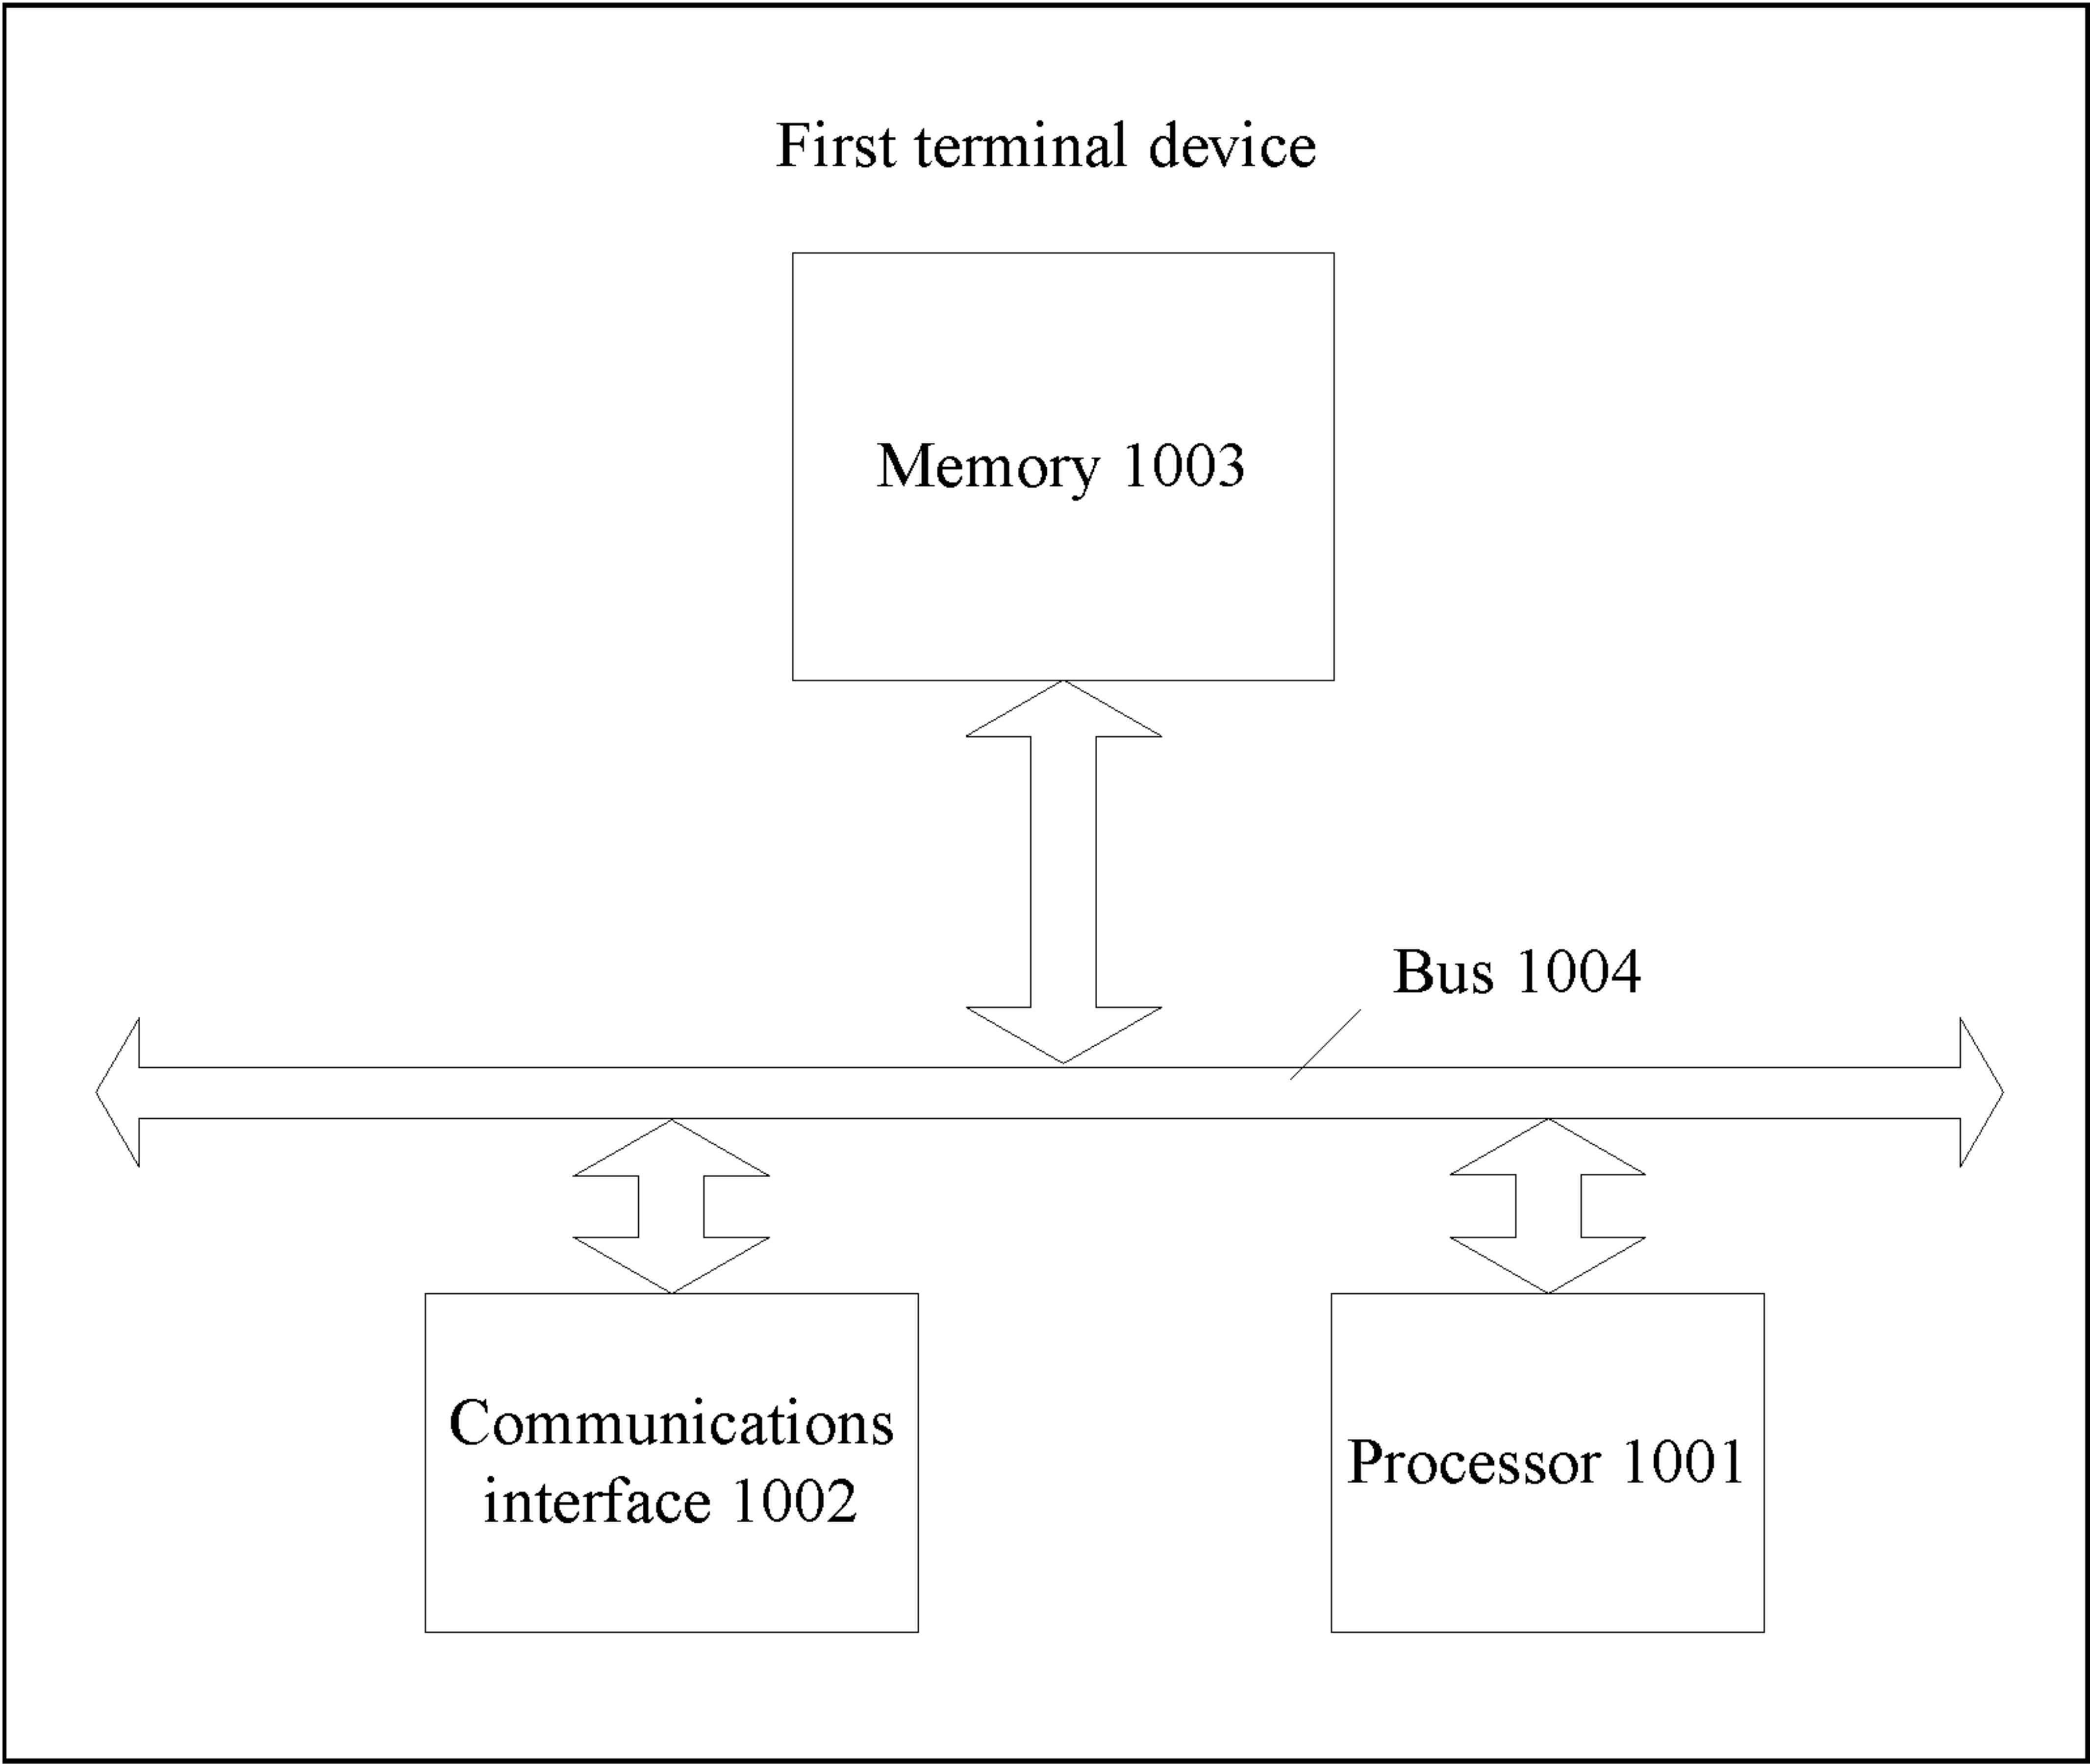 First terminal device
Memory 1003
Bus 1004
Communications
interface 1002
Processor 1001